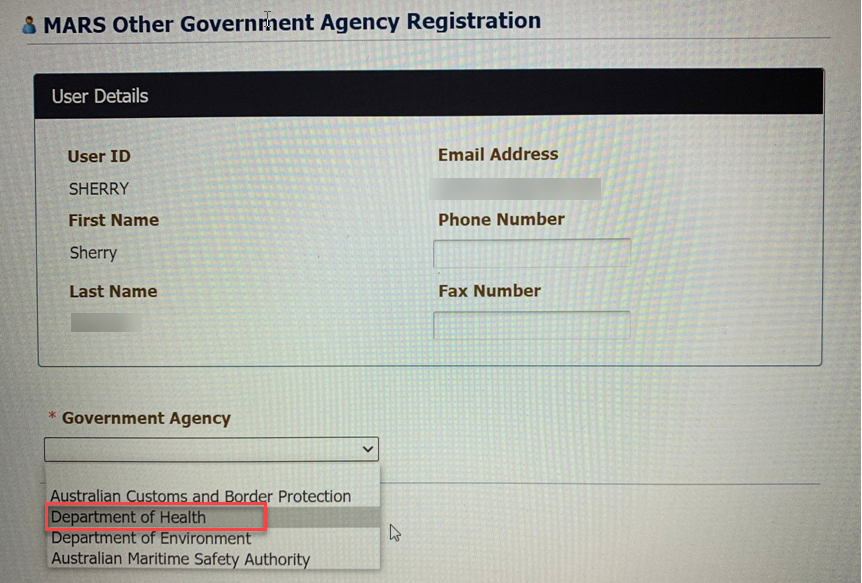 MARS Other Government Agency Registration
User Details
User ID
SHERRY
First Name
Sherry
Last Name
Email Address
Phone Number
Fax Number
* Government Agency
Australian Customs and Border Protection
Department of Health
Department of Environment
Australian Maritime Safety Authority